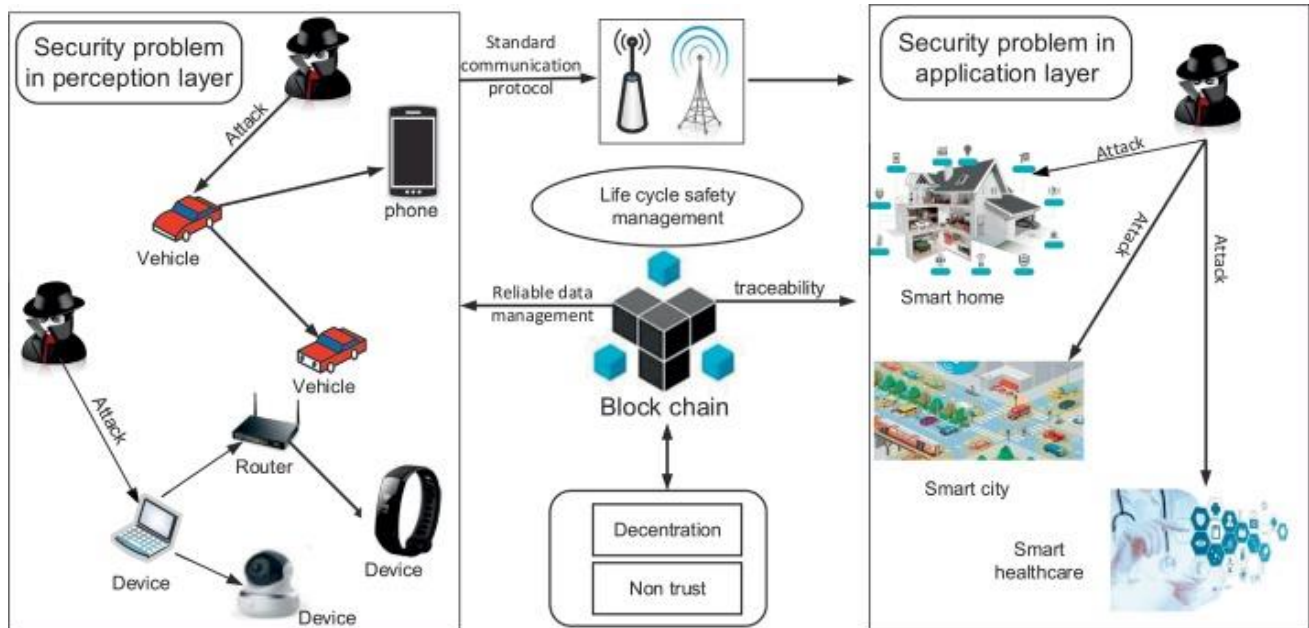 Security problem
in perception layer
Attack
phone
Vehicle
Vehicle
Attack
Router
Device
Device
Device
Standard
communication
protocol
Life cycle safety
management
Reliable data
management
traceability
Block chain
Decentration
Non trust
Security problem in
application layer
Attack
Attack
Attack
Smart home
Smart city
Smart
healthcare